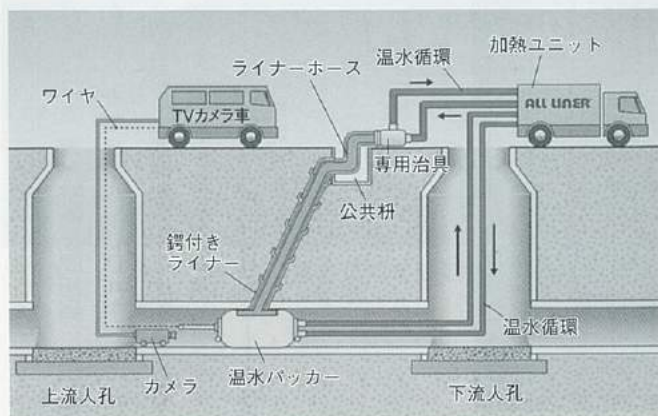 ライナーホース
温水循環
加熱ユニット
ワイヤ
TVカメラ車
ALL LINER
専用治具
公共枡
鍔付き
ライナー
温水循環
カメラ
温水パッカー
上流人孔
下流人孔